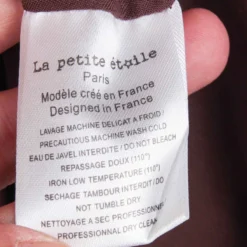 La petite étoile
Paris
Modèle créé en France
Designed in France
LAVAGE MACHINE DELICAT A FROID /
PRECAUTIOUS MACHINE WASH COLD
EAU DE JAVEL INTERDITE / DO NOT BLEACH
REPASSAGE DOUX (110°)
IRON LOW TEMPERATURE (110°)
SECHAGE TAMBOUR INTERDIT / DO
NOT TUMBLE DRY
NETTOYAGE A SEC PROFESSIONNEL
PROFESSIONNAL DRY CLEAN